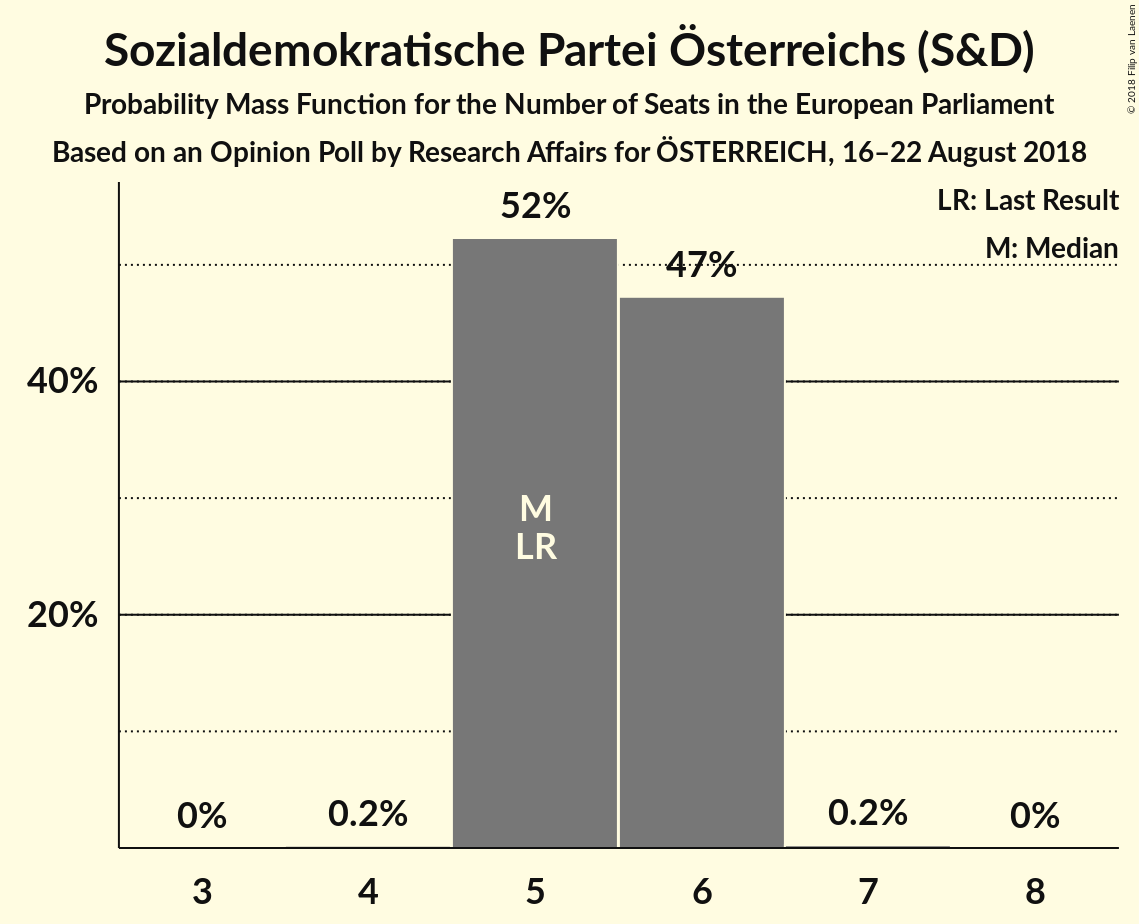 Sozialdemokratische Partei Österreichs (S&D)
Probability Mass Function for the Number of Seats in the European Parliament
Based on an Opinion Poll by Research Affairs for ÖSTERREICH, 16–22 August 2018
© 2018 Filip van Laenen
LR: Last Result
M: Median
52%
47%
40%
M
LR
20%
0%
0.2%
0.2%
0%
3 4 5 6 7 8